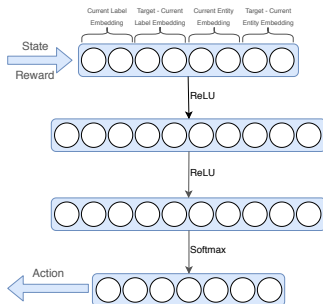 Current Label
Embedding
Target - Current
Label Embedding
Current Entity
Embedding
Target - Current
Entity Embedding
State
Reward
ReLU
ReLU
Softmax
Action